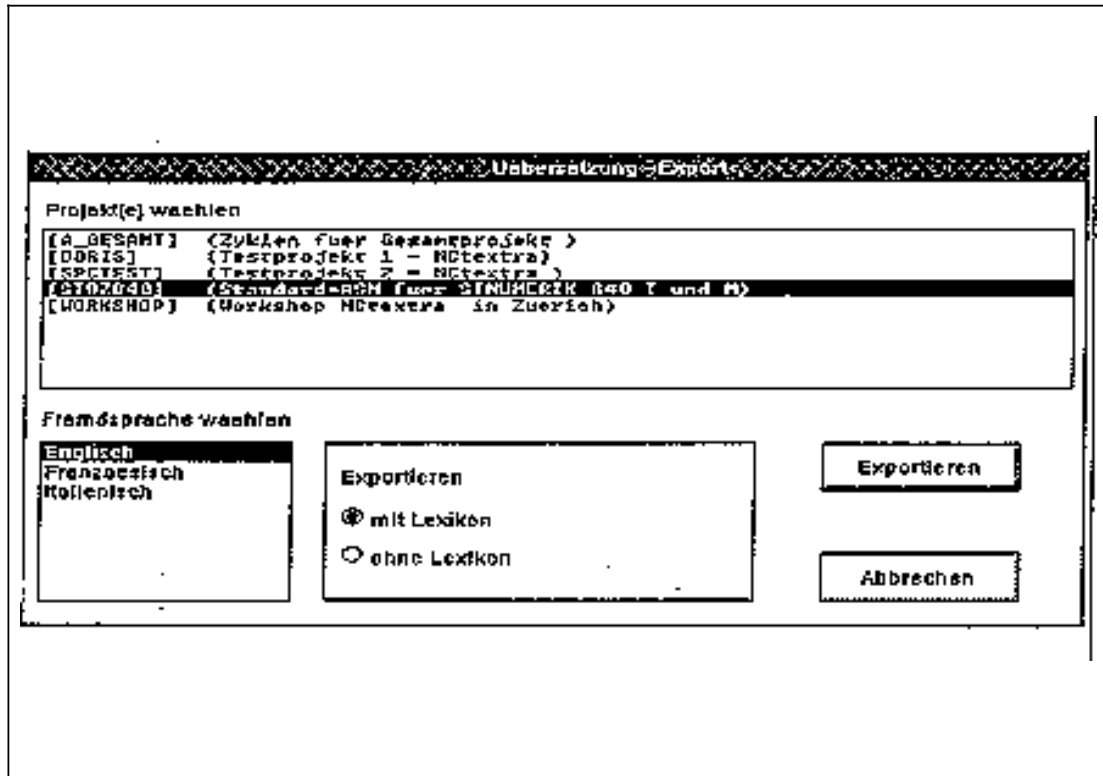 Uebersetzung - Export
Projekt(e) waehlen
[A_GESAMT] (Zyklen fuer Gesamtprojekt )
[DORIS] (Testprojekt 1 - NCtextra)
[SPCTEST] (Testprojekt 2 - NCtextra )
(Standard-ASM fuer SINUMERIK 840 T und M)
[WORKSHOP] (Workshop NCtextra in Zuerich)
Fremdsprache waehlen
Englisch
Franzoesisch
Italienisch
Exportieren
mit Lexikon
ohne Lexikon
Exportieren
Abbrechen